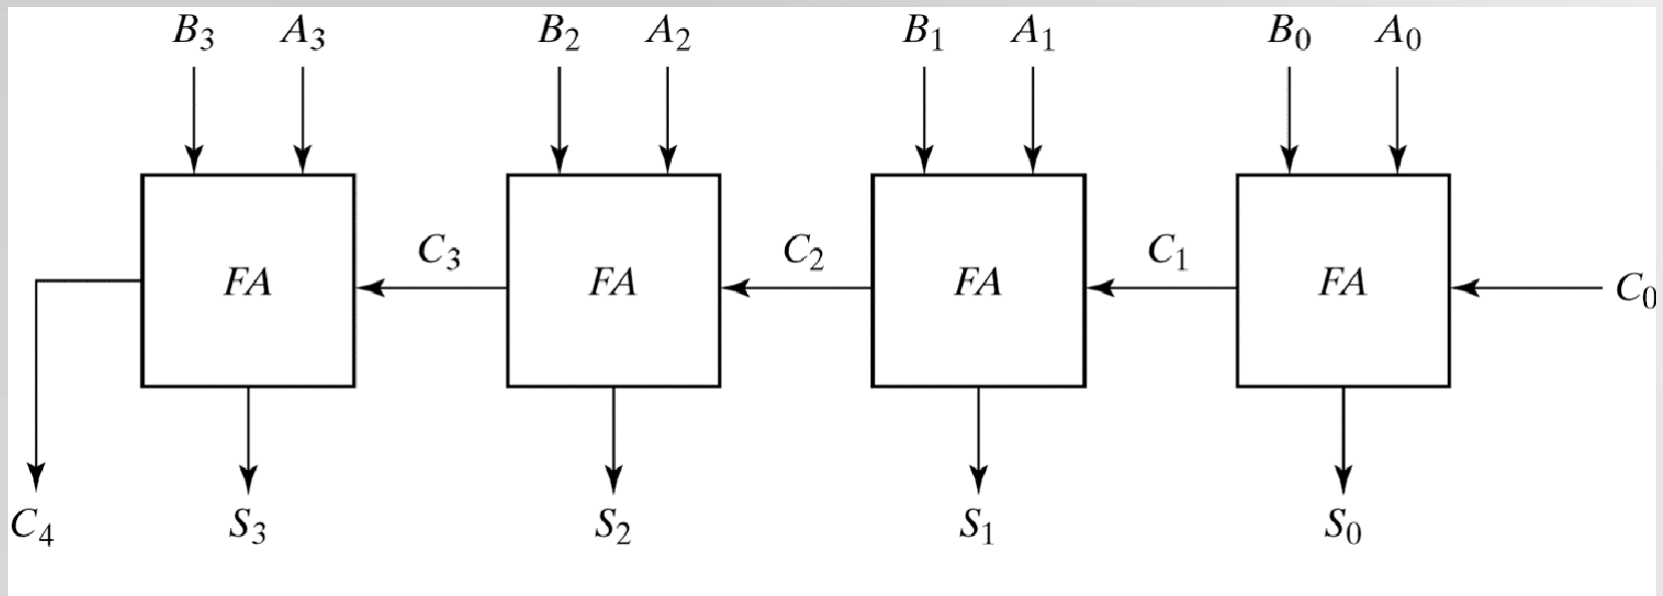 B₃ A₃ B₂ A₂ B₁ A₁ B₀ A₀
C₃ C₂ C₁
FA FA FA FA C₀
C₄ S₃ S₂ S₁ S₀